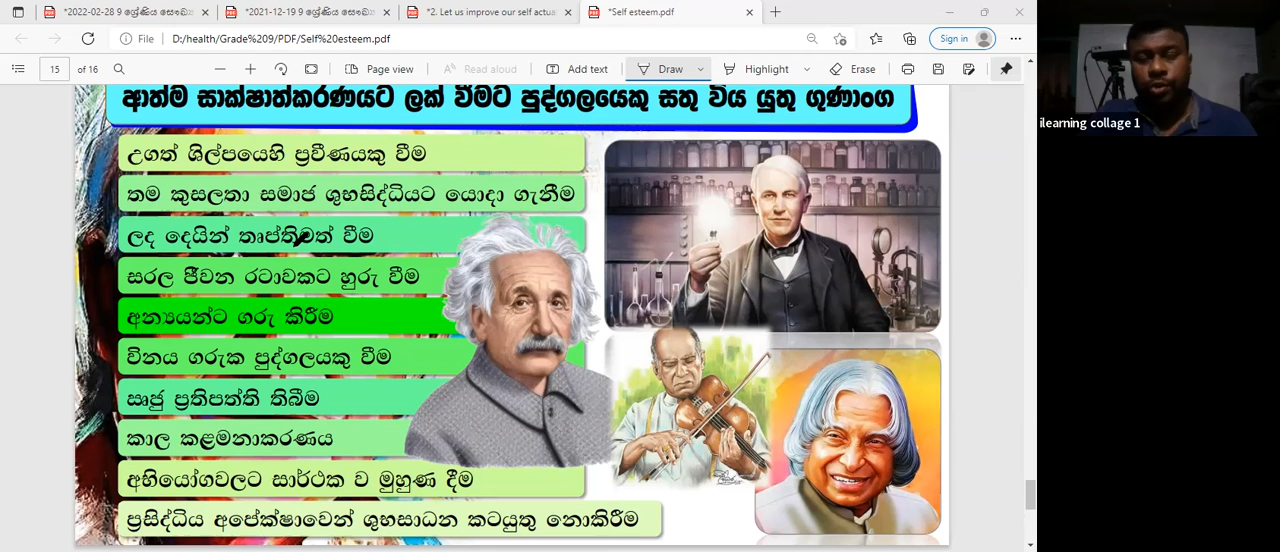 *2022-02-28 9 ශ්‍රේණිය සෞඛ්‍ය
*2021-12-19 9 ශ්‍රේණිය සෞඛ්‍ය
*2. Let us improve our self actua
*Self esteem.pdf
File
D:/health/Grade%209/PDF/Self%20esteem.pdf
Sign in
15 of 16
Page view
Read aloud
Add text
Draw
Highlight
Erase
ilearning collage 1
ආත්ම සාක්ෂාත්කරණයට ලක් වීමට පුද්ගලයෙකු සතු විය යුතු ගුණාංග
උගත් ශිල්පයෙහි ප්‍රවීණයකු වීම
තම කුසලතා සමාජ ශුභසිද්ධියට යොදා ගැනීම
ලද දෙයින් තෘප්තිමත් වීම
සරල ජීවන රටාවකට හුරු වීම
අන්‍යයන්ට ගරු කිරීම
විනය ගරුක පුද්ගලයකු වීම
ඍජු ප්‍රතිපත්ති තිබීම
කාල කළමනාකරණය
අභියෝගවලට සාර්ථක ව මුහුණ දීම
ප්‍රසිද්ධිය අපේක්ෂාවෙන් ශුභසාධන කටයුතු නොකිරීම